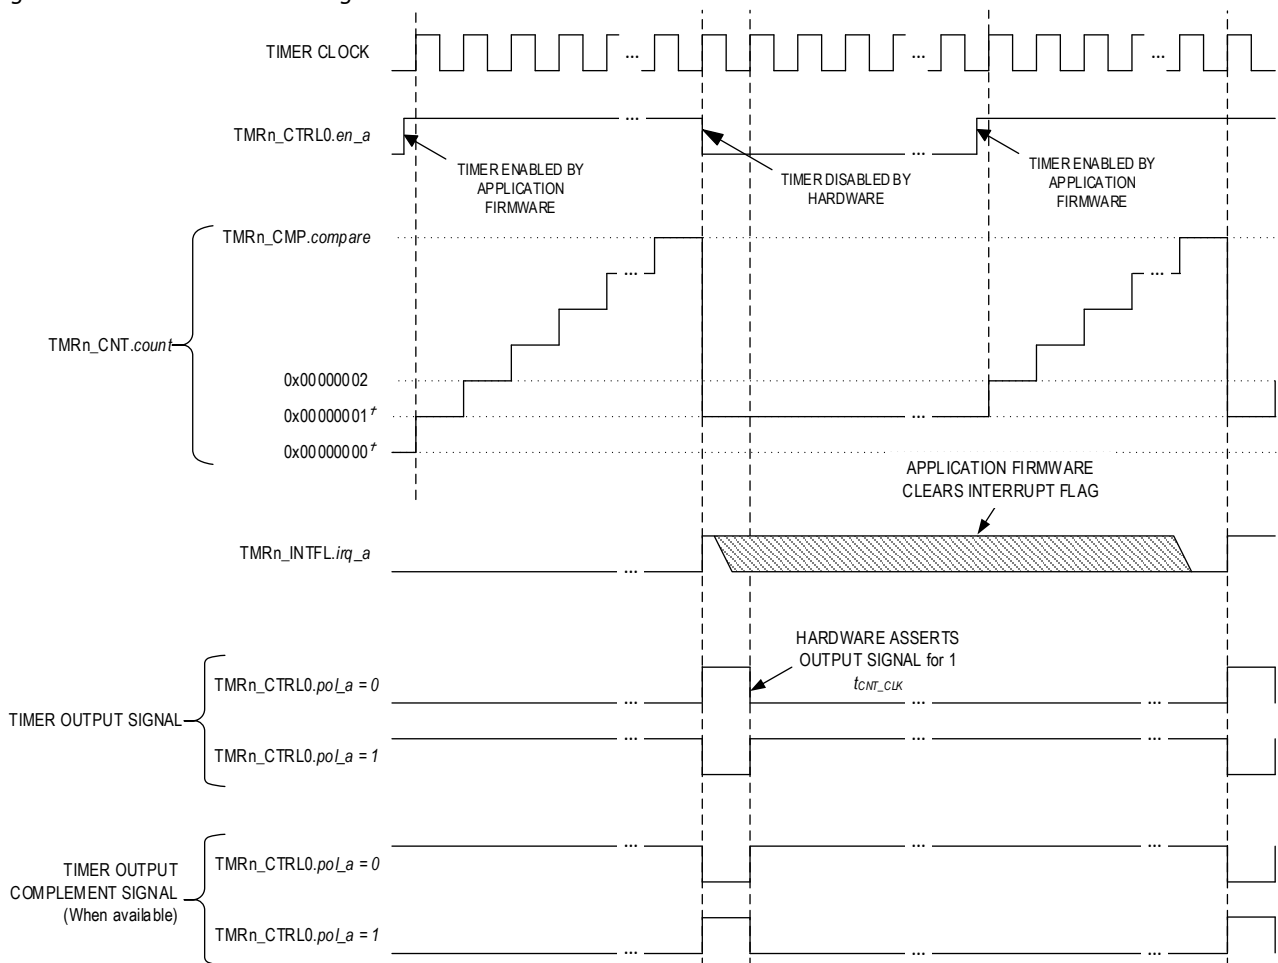 TIMER CLOCK
...
...
...
TMRn_CTRL0.en_a
...
...
TIMER ENABLED BY
APPLICATION
FIRMWARE
TIMER DISABLED BY
HARDWARE
TIMER ENABLED BY
APPLICATION
FIRMWARE
TMRn_CMP.compare
...
...
TMRn_CNT.count
0x00000002
0x00000001†
...
0x00000000†
APPLICATION FIRMWARE
CLEARS INTERRUPT FLAG
TMRn_INTFL.irq_a
...
HARDWARE ASSERTS
OUTPUT SIGNAL for 1
tCNT_CLK
TIMER OUTPUT SIGNAL
TMRn_CTRL0.pol_a = 0
...
...
...
TMRn_CTRL0.pol_a = 1
...
...
...
TIMER OUTPUT
COMPLEMENT SIGNAL
(When available)
TMRn_CTRL0.pol_a = 0
...
...
...
TMRn_CTRL0.pol_a = 1
...
...
...